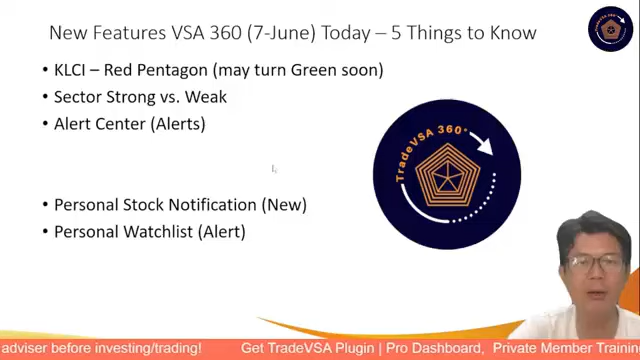 New Features VSA 360 (7-June) Today – 5 Things to Know
• KLCI – Red Pentagon (may turn Green soon)
• Sector Strong vs. Weak
• Alert Center (Alerts)
TradeVSA 360°
• Personal Stock Notification (New)
• Personal Watchlist (Alert)
adviser before investing/trading! Get TradeVSA Plugin | Pro Dashboard, Private Member Training